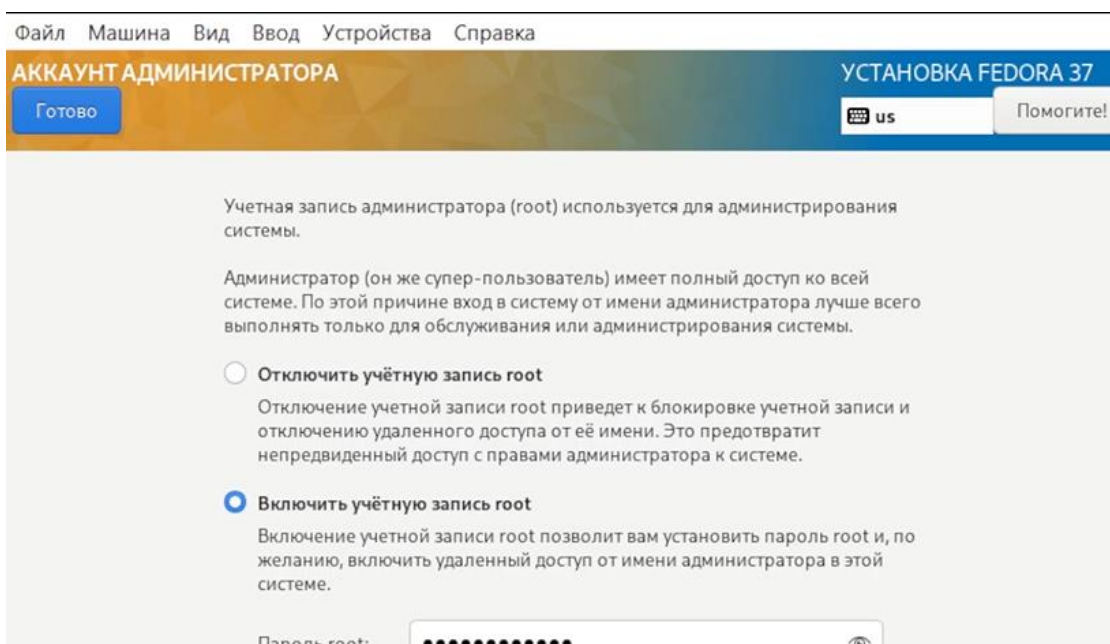 Файл Машина Вид Ввод Устройства Справка
АККАУНТ АДМИНИСТРАТОРА
УСТАНОВКА FEDORA 37
Готово
us
Помогите!
Учетная запись администратора (root) используется для администрирования
системы.
Администратор (он же супер-пользователь) имеет полный доступ ко всей
системе. По этой причине вход в систему от имени администратора лучше всего
выполнять только для обслуживания или администрирования системы.
Отключить учётную запись root
Отключение учетной записи root приведет к блокировке учетной записи и
отключению удаленного доступа от её имени. Это предотвратит
непредвиденный доступ с правами администратора к системе.
Включить учётную запись root
Включение учетной записи root позволит вам установить пароль root и, по
желанию, включить удаленный доступ от имени администратора в этой
системе.
Пароль root: